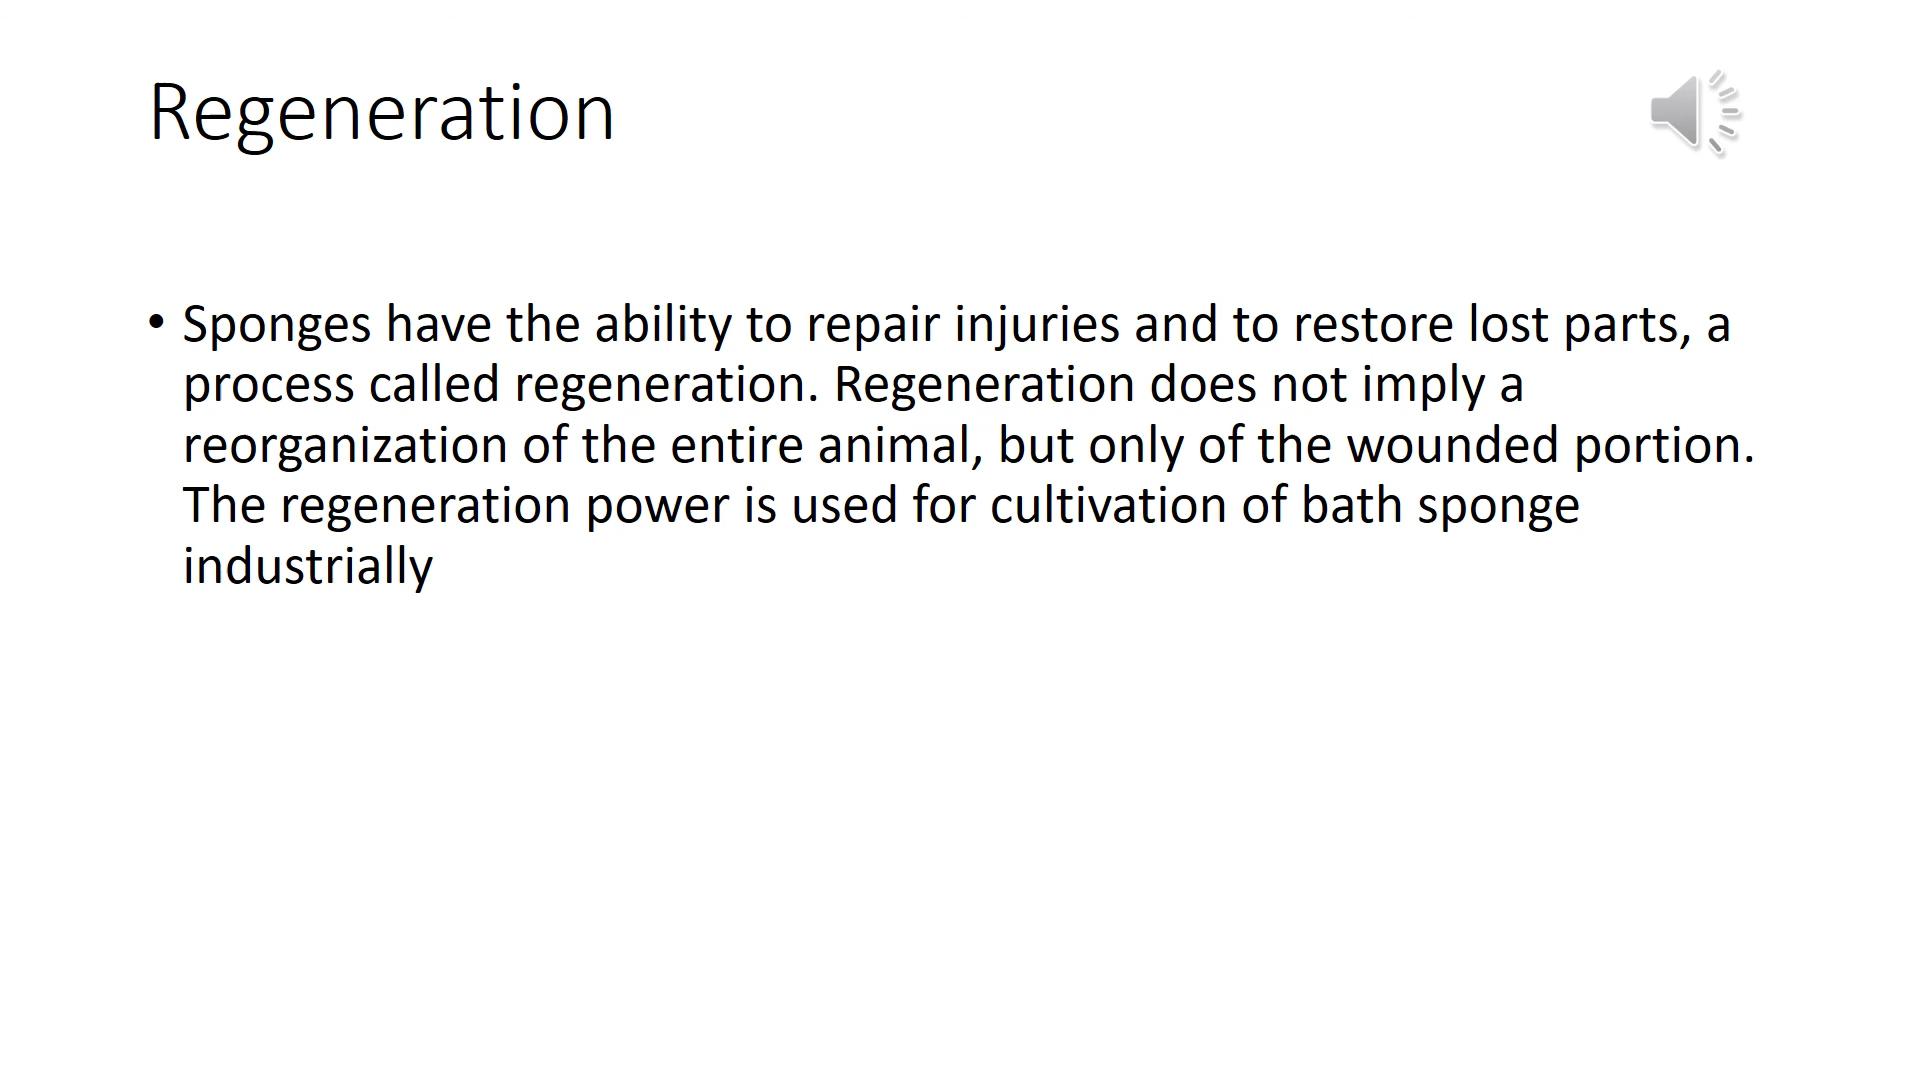 Regeneration
• Sponges have the ability to repair injuries and to restore lost parts, a
process called regeneration. Regeneration does not imply a
reorganization of the entire animal, but only of the wounded portion.
The regeneration power is used for cultivation of bath sponge
industrially